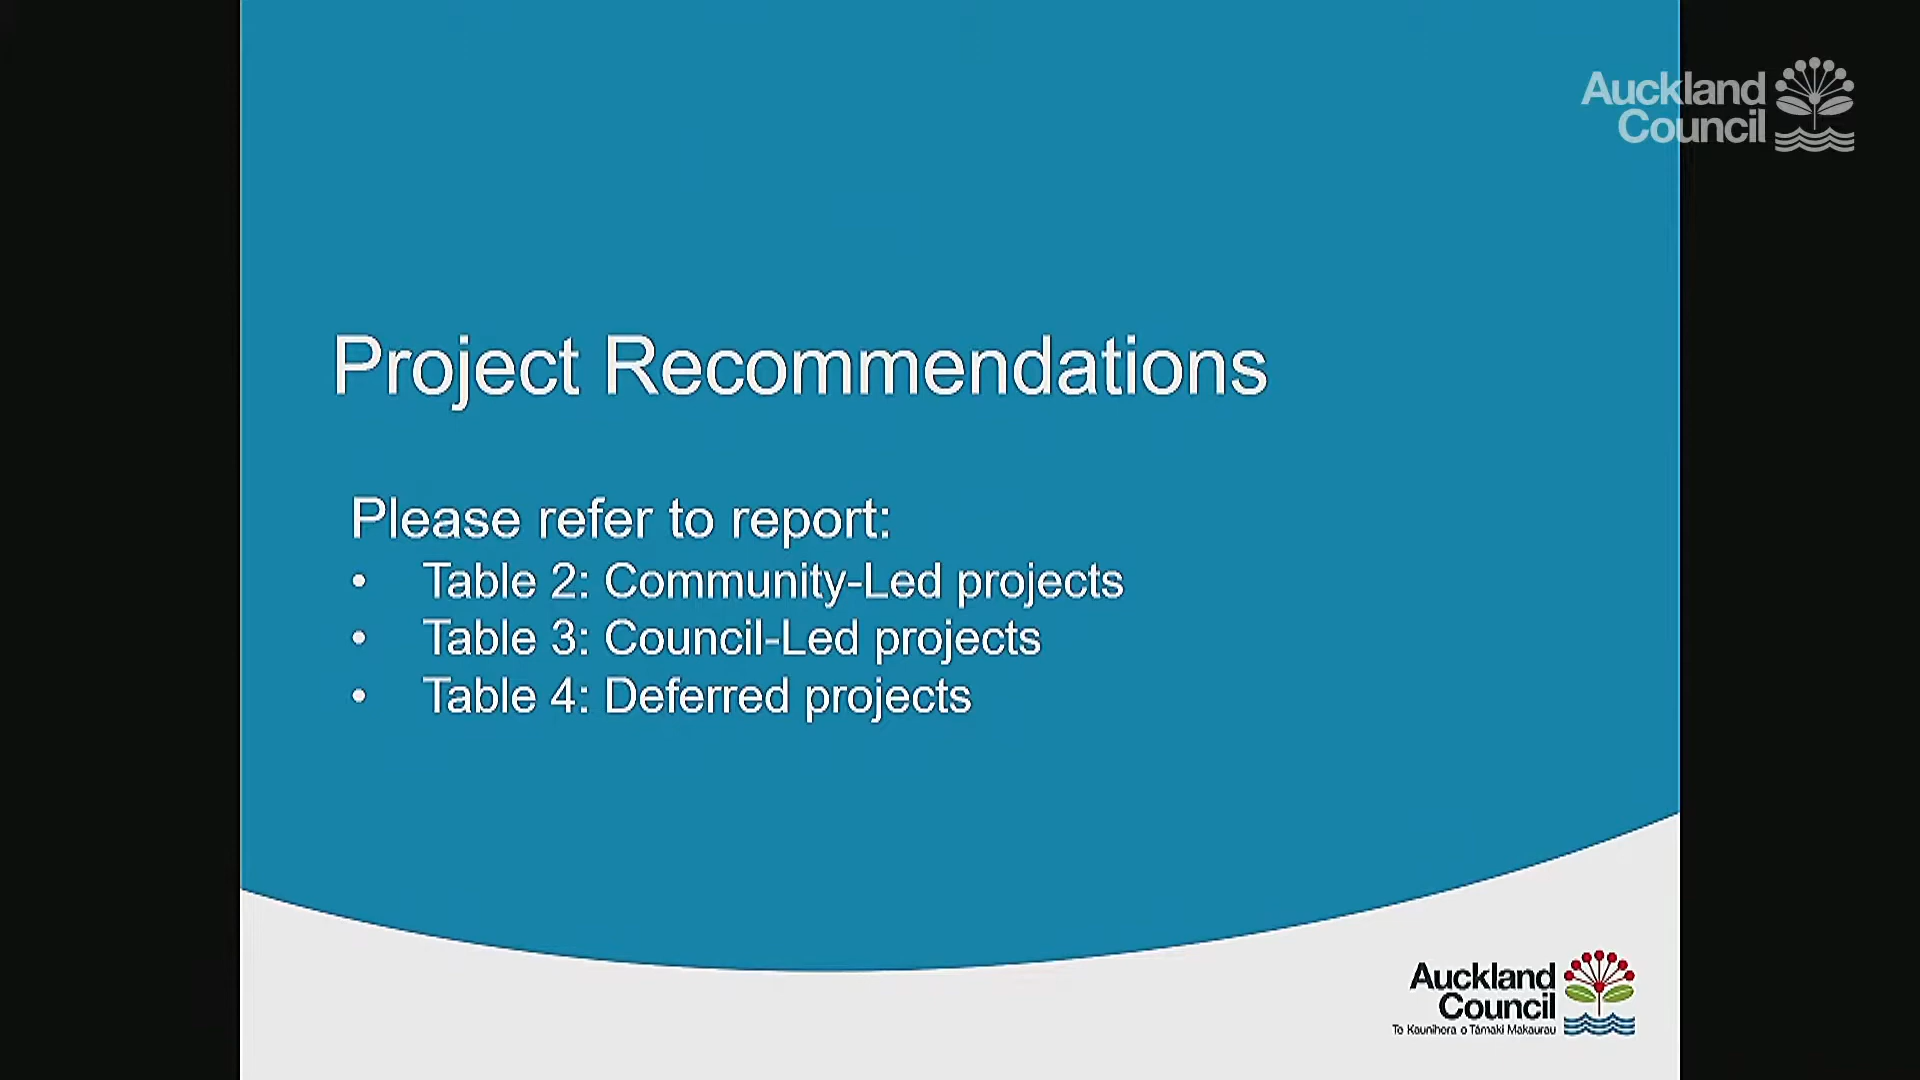 Auckland
Council
Project Recommendations
Please refer to report:
• Table 2: Community-Led projects
• Table 3: Council-Led projects
• Table 4: Deferred projects
Auckland
Council
Te Kaunihera o Tāmaki Makaurau